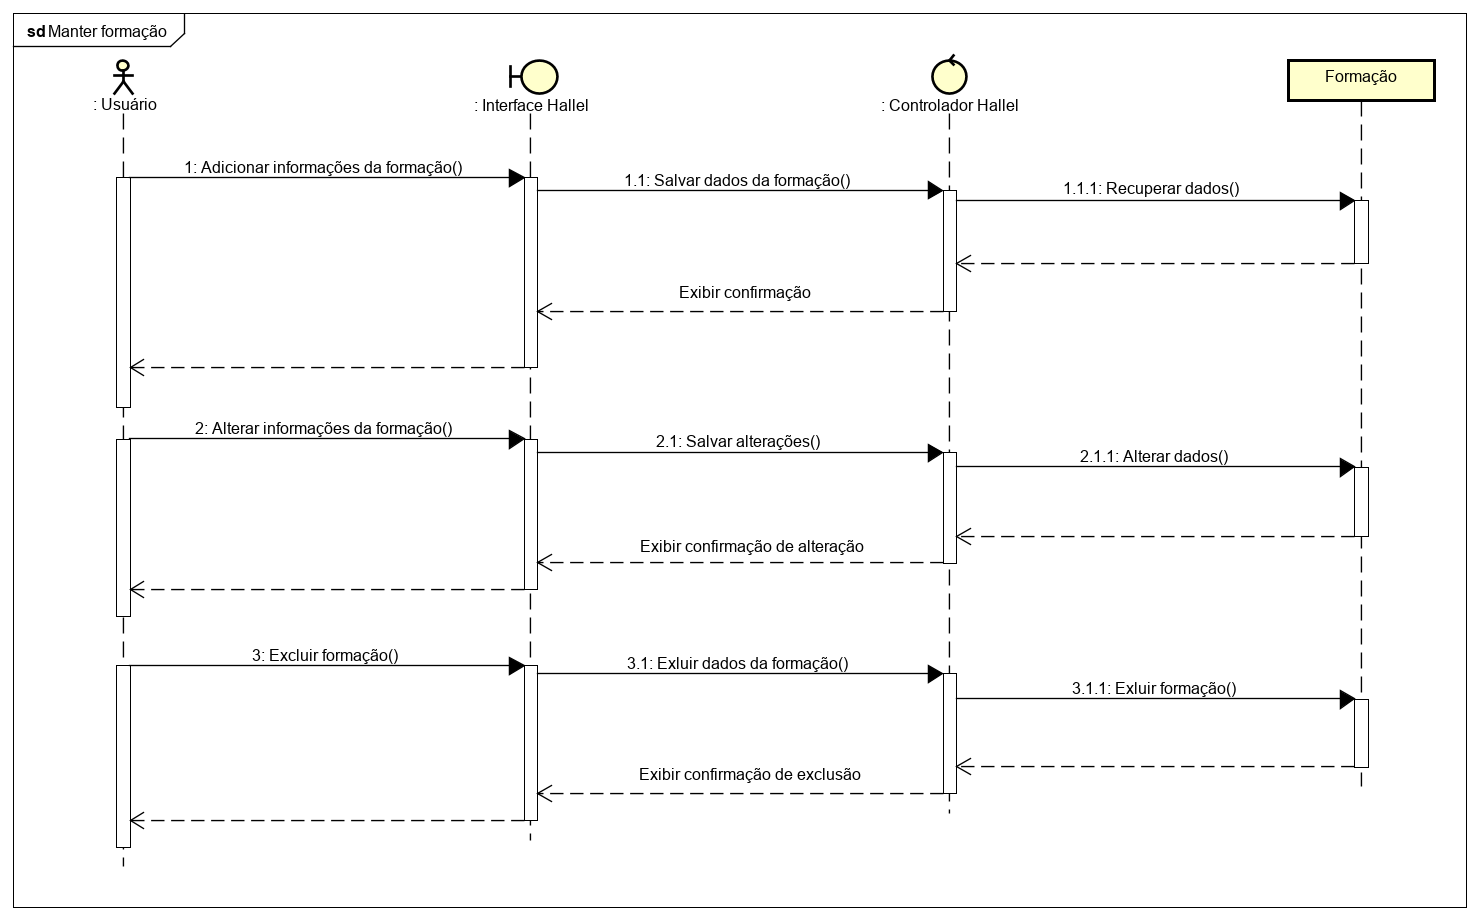 sd Manter formação
: Usuário
: Interface Hallel
: Controlador Hallel
Formação
1: Adicionar informações da formação()
1.1: Salvar dados da formação()
1.1.1: Recuperar dados()
Exibir confirmação
2: Alterar informações da formação()
2.1: Salvar alterações()
2.1.1: Alterar dados()
Exibir confirmação de alteração
3: Excluir formação()
3.1: Exluir dados da formação()
3.1.1: Exluir formação()
Exibir confirmação de exclusão